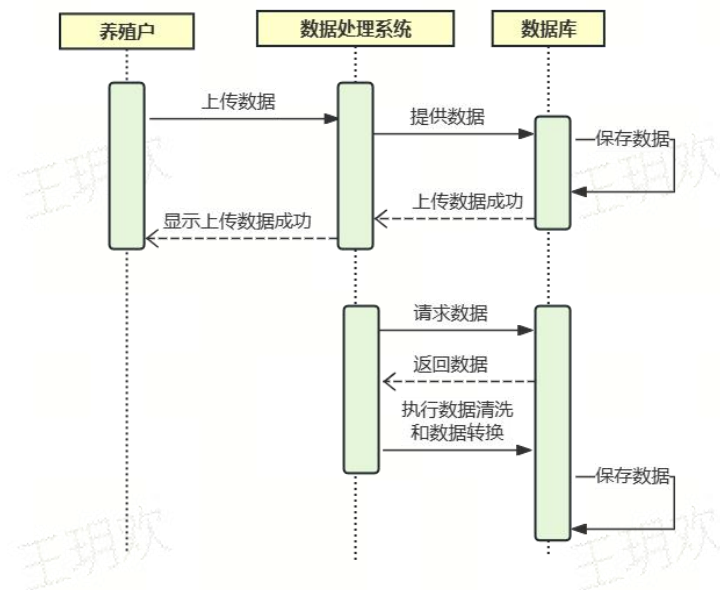 养殖户
数据处理系统
数据库
上传数据
提供数据
保存数据
上传数据成功
显示上传数据成功
请求数据
返回数据
执行数据清洗
和数据转换
保存数据
王玥欢
王玥欢
王玥欢
王玥欢